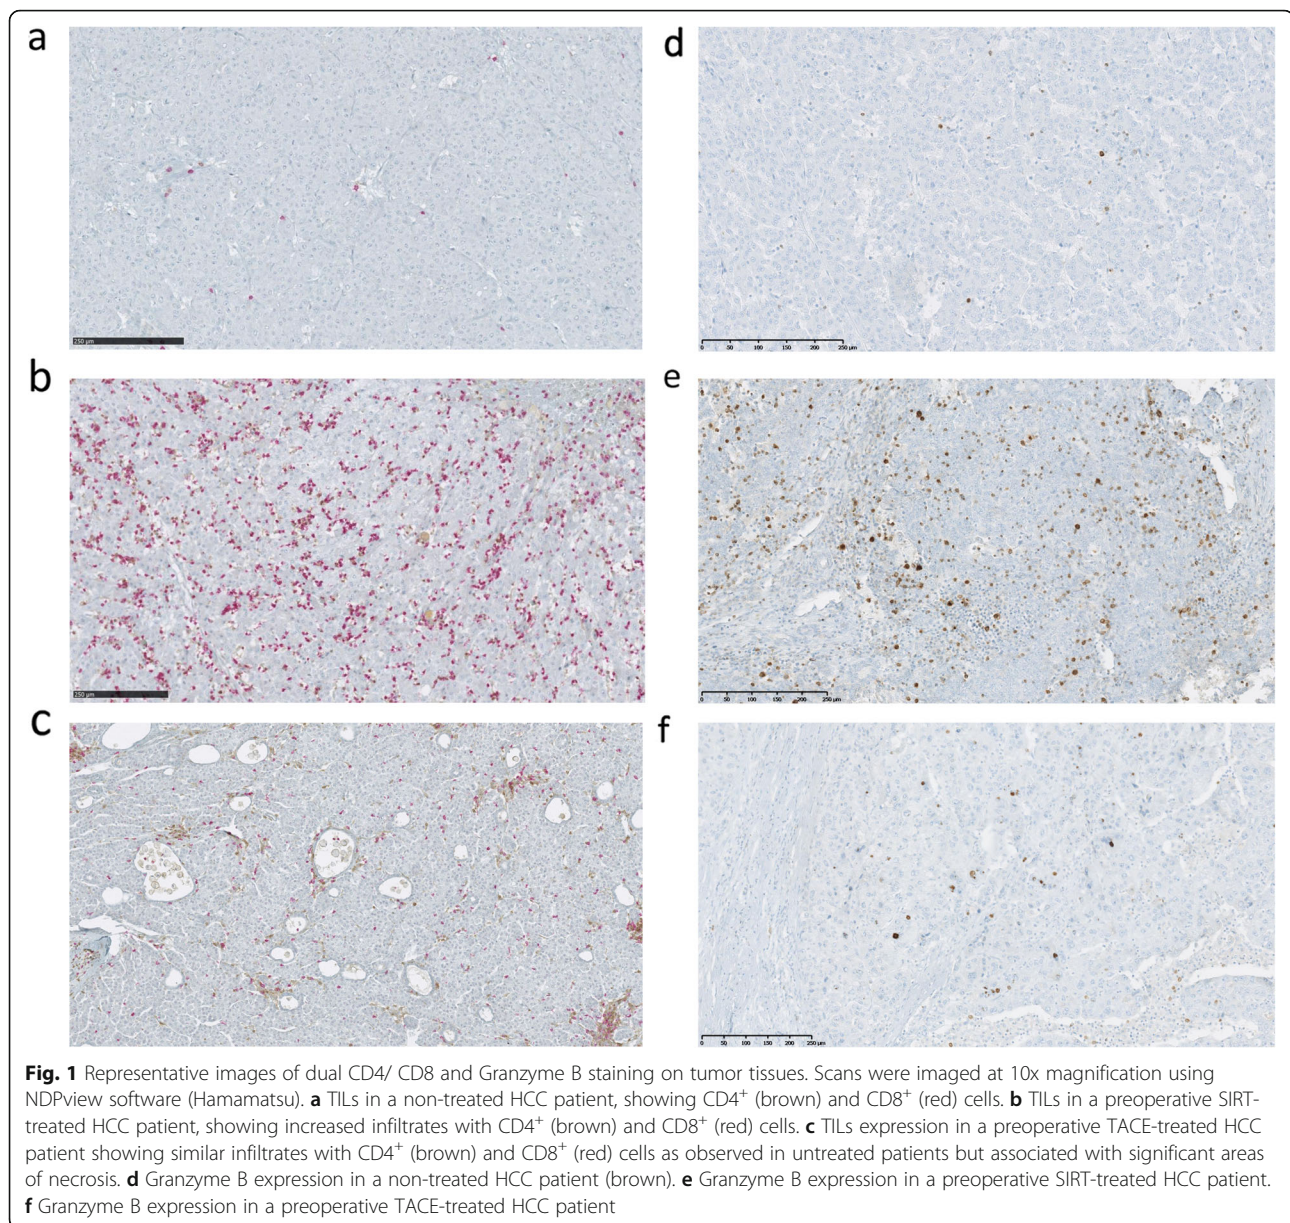 a
250 µm
d
0 50 100 150 200 250 µm
b
250 µm
e
0 50 100 150 200 250 µm
c
f
0 50 100 150 200 250 µm
Fig. 1 Representative images of dual CD4/ CD8 and Granzyme B staining on tumor tissues. Scans were imaged at 10x magnification using
NDPview software (Hamamatsu). a TILs in a non-treated HCC patient, showing CD4⁺ (brown) and CD8⁺ (red) cells. b TILs in a preoperative SIRT-
treated HCC patient, showing increased infiltrates with CD4⁺ (brown) and CD8⁺ (red) cells. c TILs expression in a preoperative TACE-treated HCC
patient showing similar infiltrates with CD4⁺ (brown) and CD8⁺ (red) cells as observed in untreated patients but associated with significant areas
of necrosis. d Granzyme B expression in a non-treated HCC patient (brown). e Granzyme B expression in a preoperative SIRT-treated HCC patient.
f Granzyme B expression in a preoperative TACE-treated HCC patient